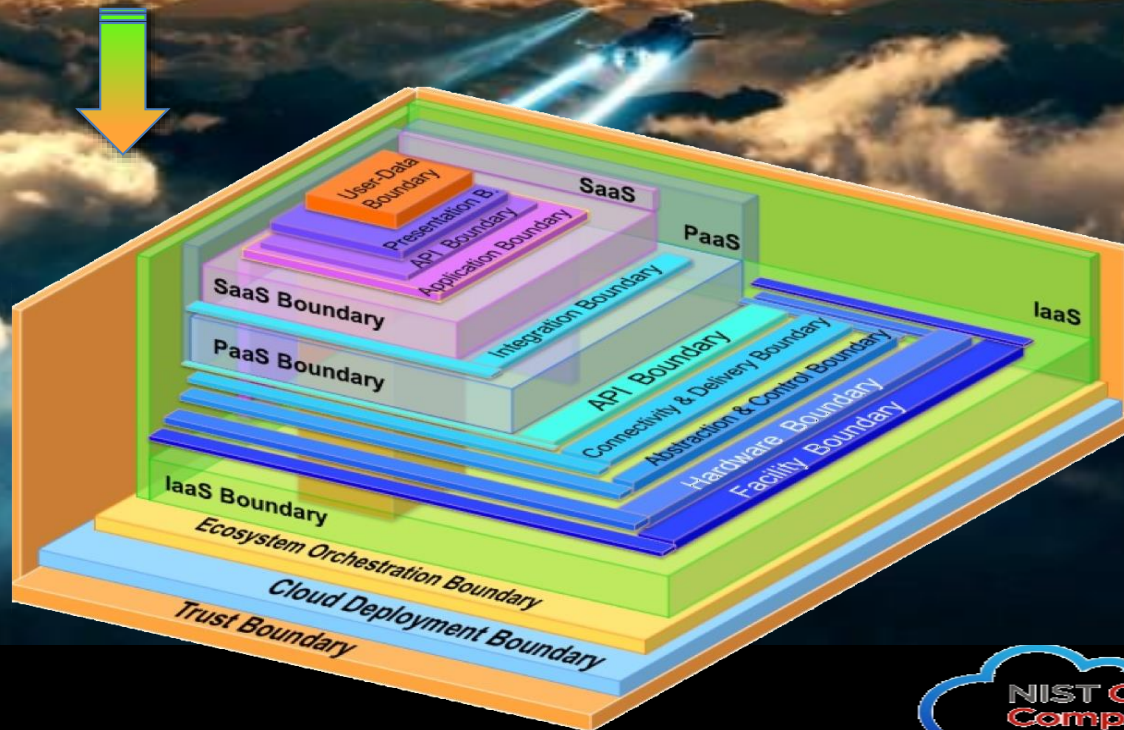 User-Data
Boundary
Presentation B.
API Boundary
Application Boundary
SaaS
PaaS
IaaS
SaaS Boundary
Integration Boundary
PaaS Boundary
API Boundary
Connectivity & Delivery Boundary
Abstraction & Control Boundary
Hardware Boundary
Facility Boundary
IaaS Boundary
Ecosystem Orchestration Boundary
Cloud Deployment Boundary
Trust Boundary
NIST C
Comp